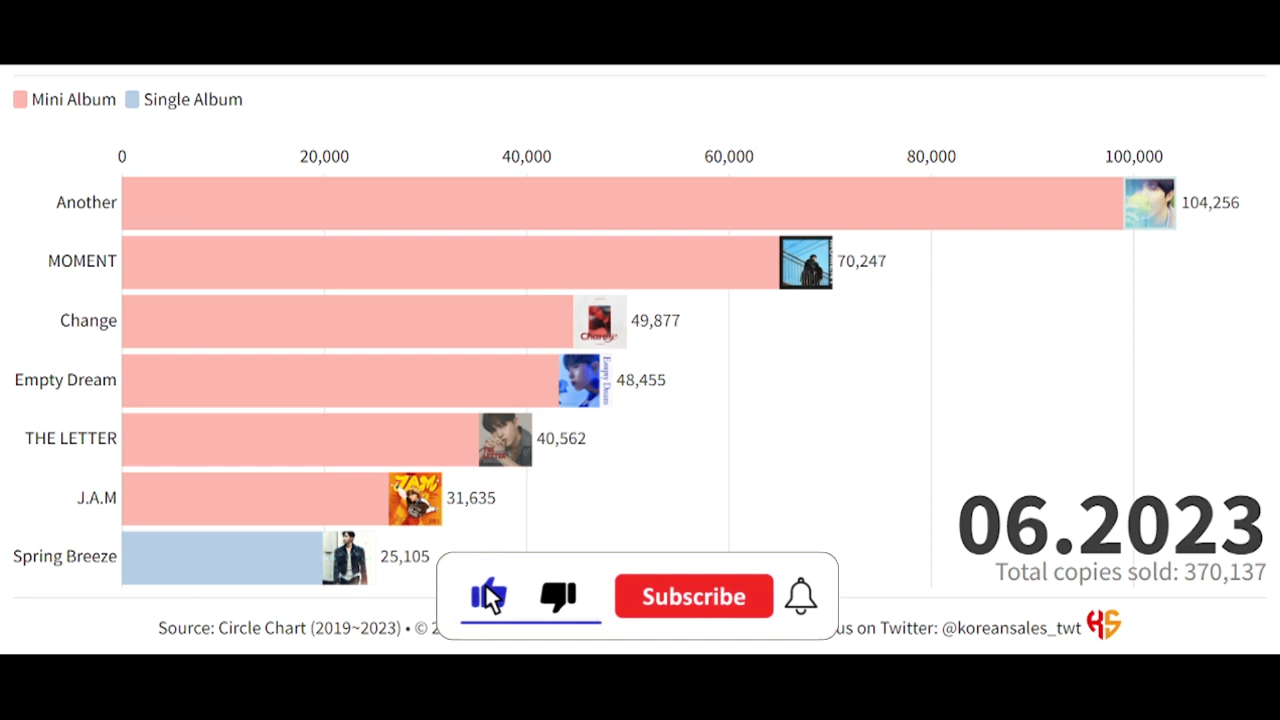 Mini Album Single Album
0 20,000 40,000 60,000 80,000 100,000
Another 104,256
MOMENT 70,247
Change 49,877
Empty Dream 48,455
THE LETTER 40,562
J.A.M 31,635
Spring Breeze 25,105
06.2023
Total copies sold: 370,137
Subscribe
Source: Circle Chart (2019~2023) • © us on Twitter: @koreansales_twt KS